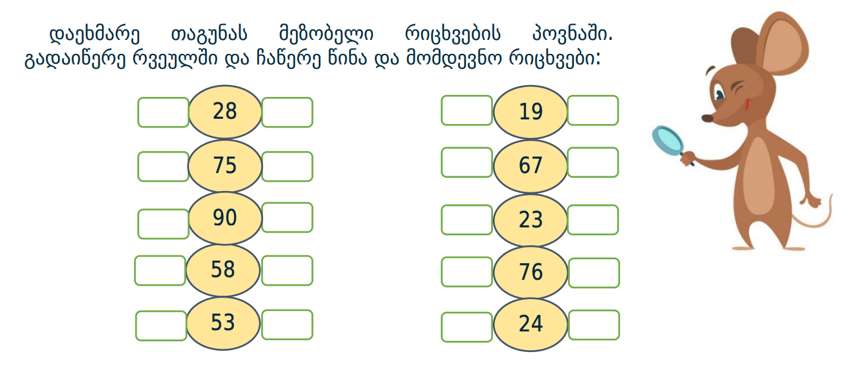 დაეხმარე თაგუნას მეზობელი რიცხვების პოვნაში.
გადაიწერე რვეულში და ჩაწერე წინა და მომდევნო რიცხვები:
28 19
75 67
90 23
58 76
53 24